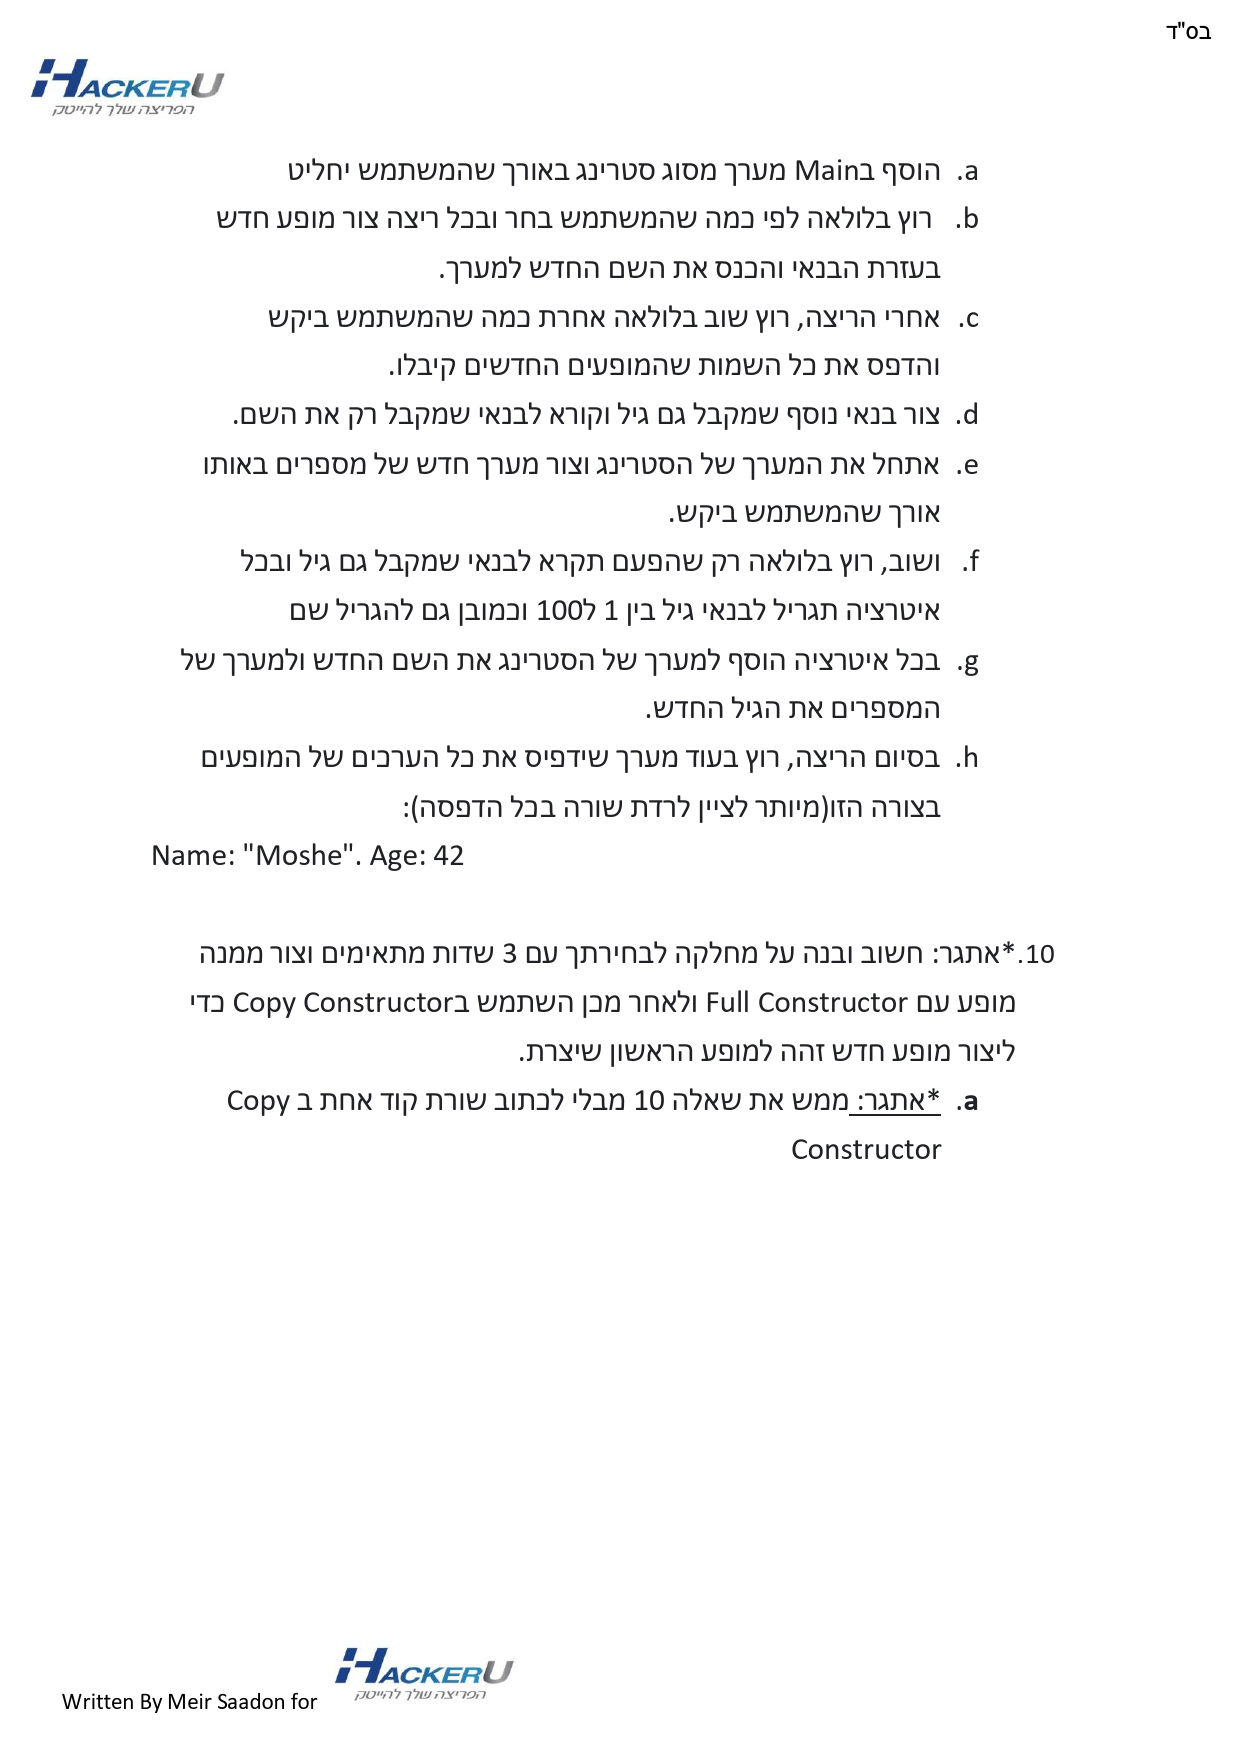 בס"ד
HACKERU
הפריצה שלך להייטק
a. הוסף בMain מערך מסוג סטרינג באורך שהמשתמש יחליט
b. רוץ בלולאה לפי כמה שהמשתמש בחר ובכל ריצה צור מופע חדש
בעזרת הבנאי והכנס את השם החדש למערך.
c. אחרי הריצה, רוץ שוב בלולאה אחרת כמה שהמשתמש ביקש
והדפס את כל השמות שהמופעים החדשים קיבלו.
d. צור בנאי נוסף שמקבל גם גיל וקורא לבנאי שמקבל רק את השם.
e. אתחל את המערך של הסטרינג וצור מערך חדש של מספרים באותו
אורך שהמשתמש ביקש.
f. ושוב, רוץ בלולאה רק שהפעם תקרא לבנאי שמקבל גם גיל ובכל
איטרציה תגריל לבנאי גיל בין 1 ל100 וכמובן גם להגריל שם
g. בכל איטרציה הוסף למערך של הסטרינג את השם החדש ולמערך של
המספרים את הגיל החדש.
h. בסיום הריצה, רוץ בעוד מערך שידפיס את כל הערכים של המופעים
בצורה הזו(מיותר לציין לרדת שורה בכל הדפסה):
Name: "Moshe". Age: 42
10.*אתגר: חשוב ובנה על מחלקה לבחירתך עם 3 שדות מתאימים וצור ממנה
מופע עם Full Constructor ולאחר מכן השתמש בCopy Constructor כדי
ליצור מופע חדש זהה למופע הראשון שיצרת.
a. *אתגר: ממש את שאלה 10 מבלי לכתוב שורת קוד אחת ב Copy
Constructor
HACKERU
הפריצה שלך להייטק
Written By Meir Saadon for